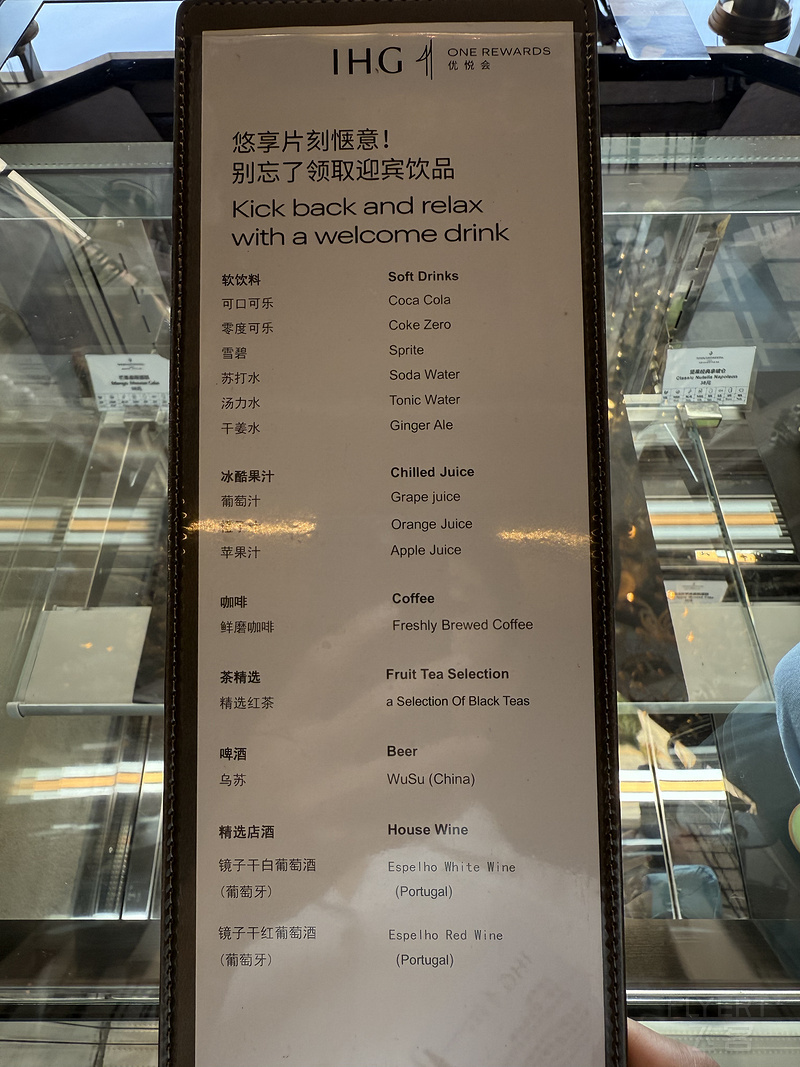 IHG ONE REWARDS
优悦会
悠享片刻惬意！
别忘了领取迎宾饮品
Kick back and relax
with a welcome drink
软饮料 Soft Drinks
可口可乐 Coca Cola
零度可乐 Coke Zero
雪碧 Sprite
苏打水 Soda Water
汤力水 Tonic Water
干姜水 Ginger Ale
冰酷果汁 Chilled Juice
葡萄汁 Grape juice
Orange Juice
苹果汁 Apple Juice
咖啡 Coffee
鲜磨咖啡 Freshly Brewed Coffee
茶精选 Fruit Tea Selection
精选红茶 a Selection Of Black Teas
啤酒 Beer
乌苏 WuSu (China)
精选店酒 House Wine
镜子干白葡萄酒 Espelho White Wine
(葡萄牙) (Portugal)
镜子干红葡萄酒 Espelho Red Wine
(葡萄牙) (Portugal)
Classic Nutella Napoleon
FLYERT